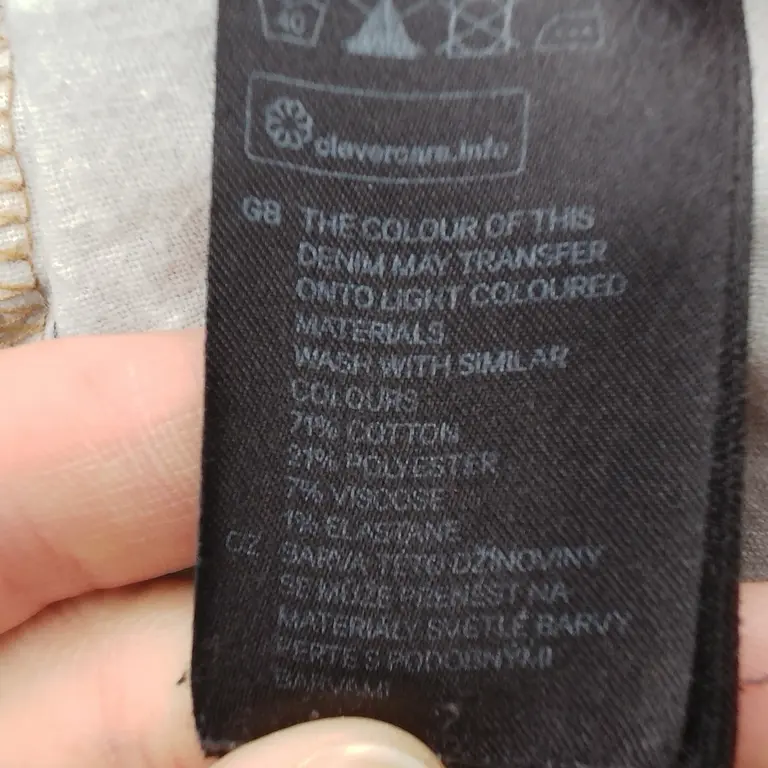 40
clevercare.info
GB THE COLOUR OF THIS
DENIM MAY TRANSFER
ONTO LIGHT COLOURED
MATERIALS
WASH WITH SIMILAR
COLOURS
71% COTTON
21% POLYESTER
7% VISCOSE
1% ELASTANE
CZ BARVA TÉTO DŽÍNOVINY
SE MŮŽE PŘENÉST NA
MATERIÁLY SVĚTLÉ BARVY
PERTE S PODOBNÝMI
BARVAMI